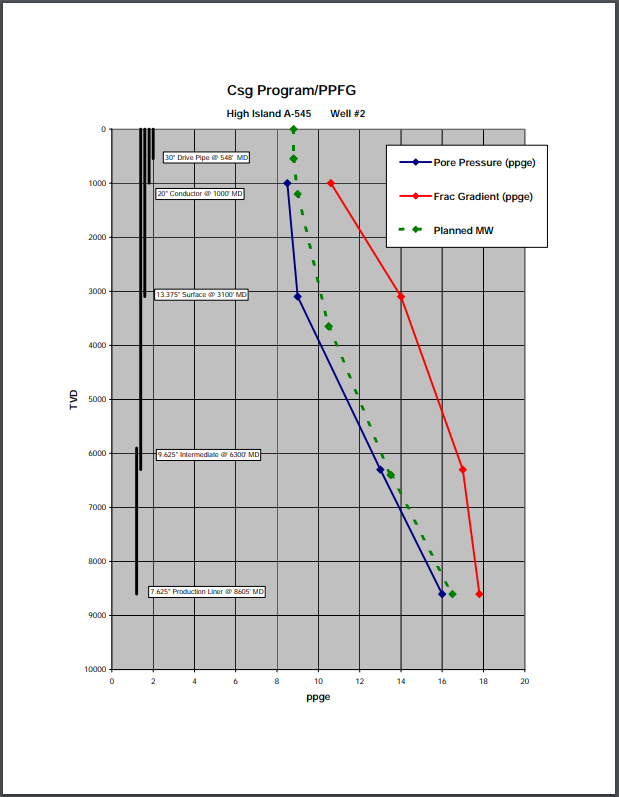 Csg Program/PPFG
High Island A-545 Well #2
Pore Pressure (ppge)
Frac Gradient (ppge)
Planned MW
0
1000
2000
3000
4000
5000
6000
7000
8000
9000
10000
TVD
30" Drive Pipe @ 548' MD
20" Conductor @ 1000' MD
13.375" Surface @ 3100' MD
9.625" Intermediate @ 6300' MD
7.625" Production Liner @ 8605' MD
0 2 4 6 8 10 12 14 16 18 20
ppge